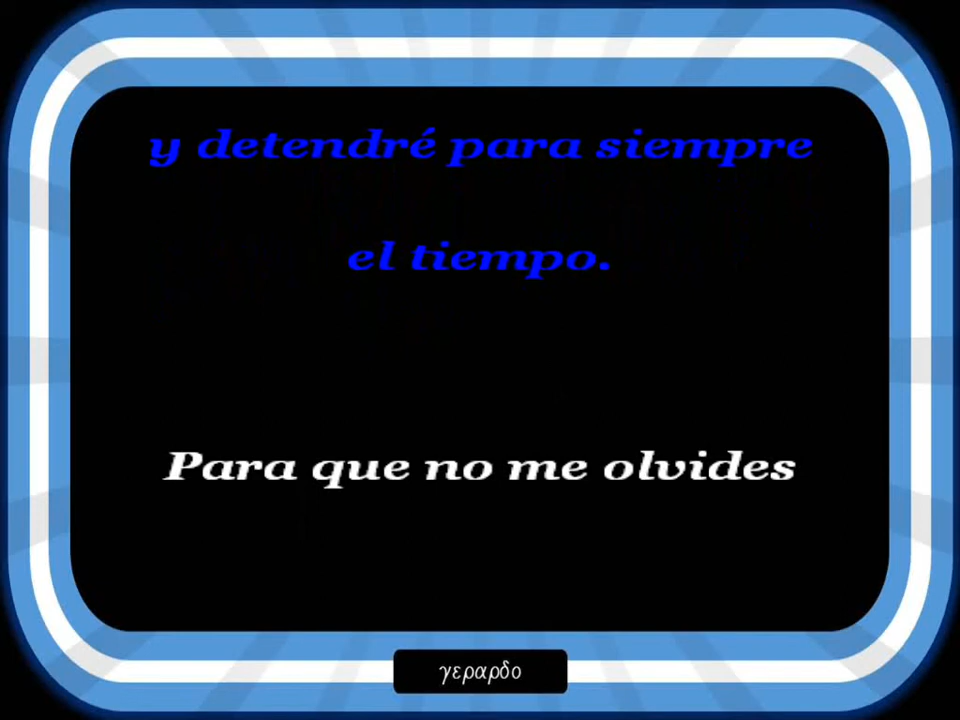 y detendré para siempre
el tiempo.
Para que no me olvides
γεραρδο